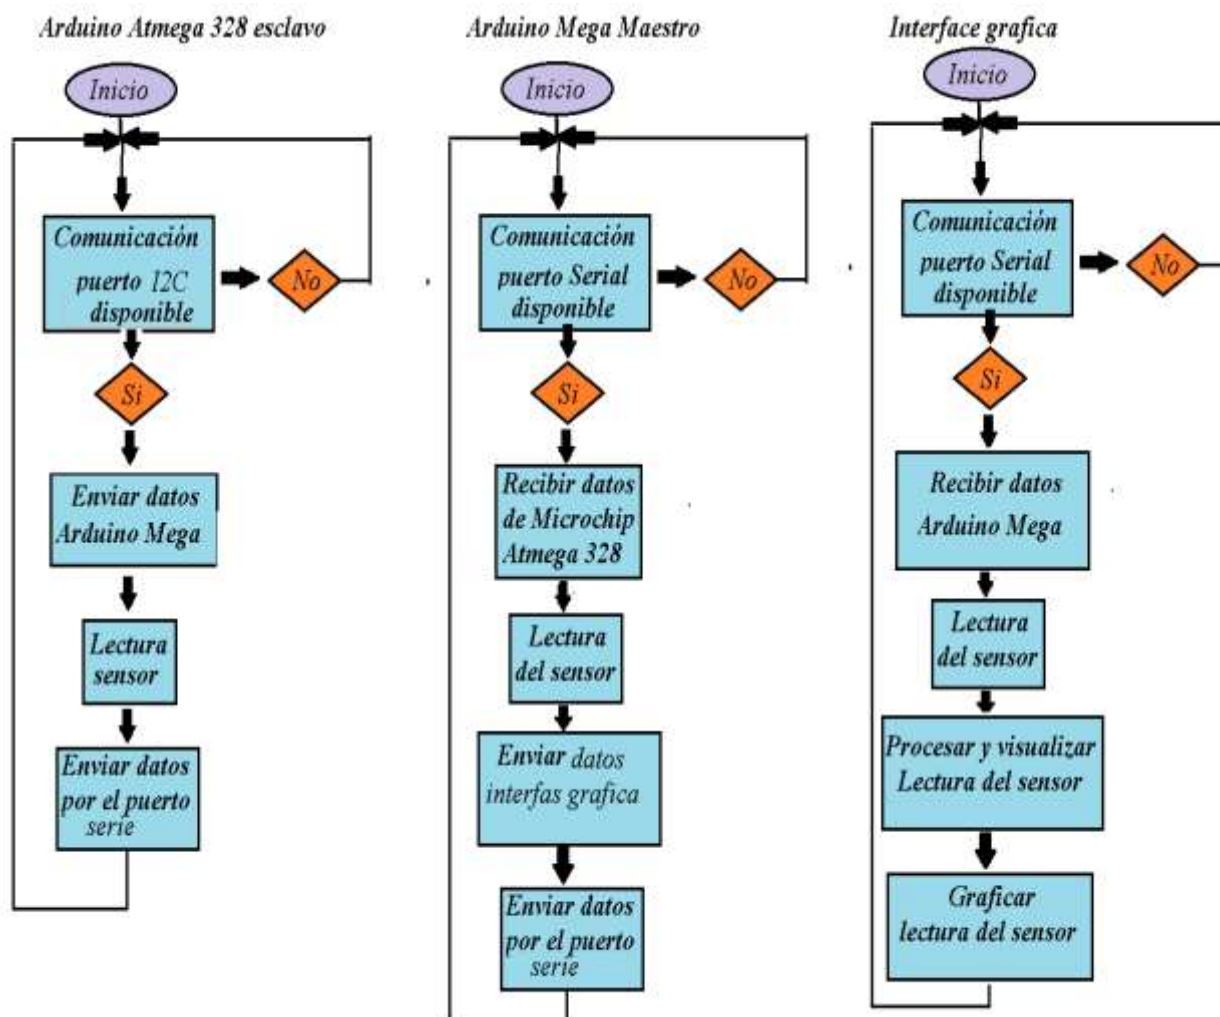 Arduino Atmega 328 esclavo
Inicio
Comunicación
puerto I2C
disponible
No
Si
Enviar datos
Arduino Mega
Lectura
sensor
Enviar datos
por el puerto
serie
Arduino Mega Maestro
Inicio
Comunicación
puerto Serial
disponible
No
Si
Recibir datos
de Microchip
Atmega 328
Lectura
del sensor
Enviar datos
interfas grafica
Enviar datos
por el puerto
serie
Interface grafica
Inicio
Comunicación
puerto Serial
disponible
No
Si
Recibir datos
Arduino Mega
Lectura
del sensor
Procesar y visualizar
Lectura del sensor
Graficar
lectura del sensor